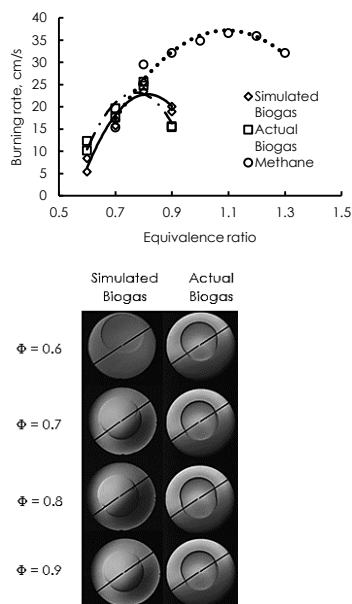 40
35
30
25
20
15
10
5
0
Burning rate, cm/s
Simulated
Biogas
Actual
Biogas
Methane
0.5 0.7 0.9 1.1 1.3 1.5
Equivalence ratio
Simulated Actual
Biogas Biogas
Φ = 0.6
Φ = 0.7
Φ = 0.8
Φ = 0.9